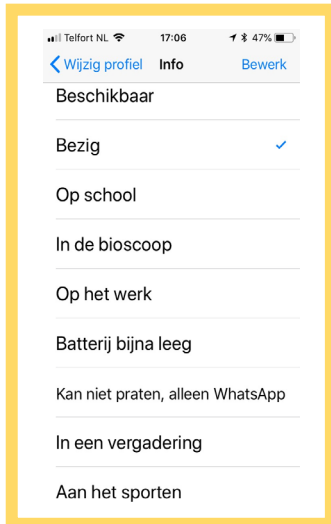 Telfort NL 17:06 47%
Wijzig profiel Info Bewerk
Beschikbaar
Bezig
Op school
In de bioscoop
Op het werk
Batterij bijna leeg
Kan niet praten, alleen WhatsApp
In een vergadering
Aan het sporten